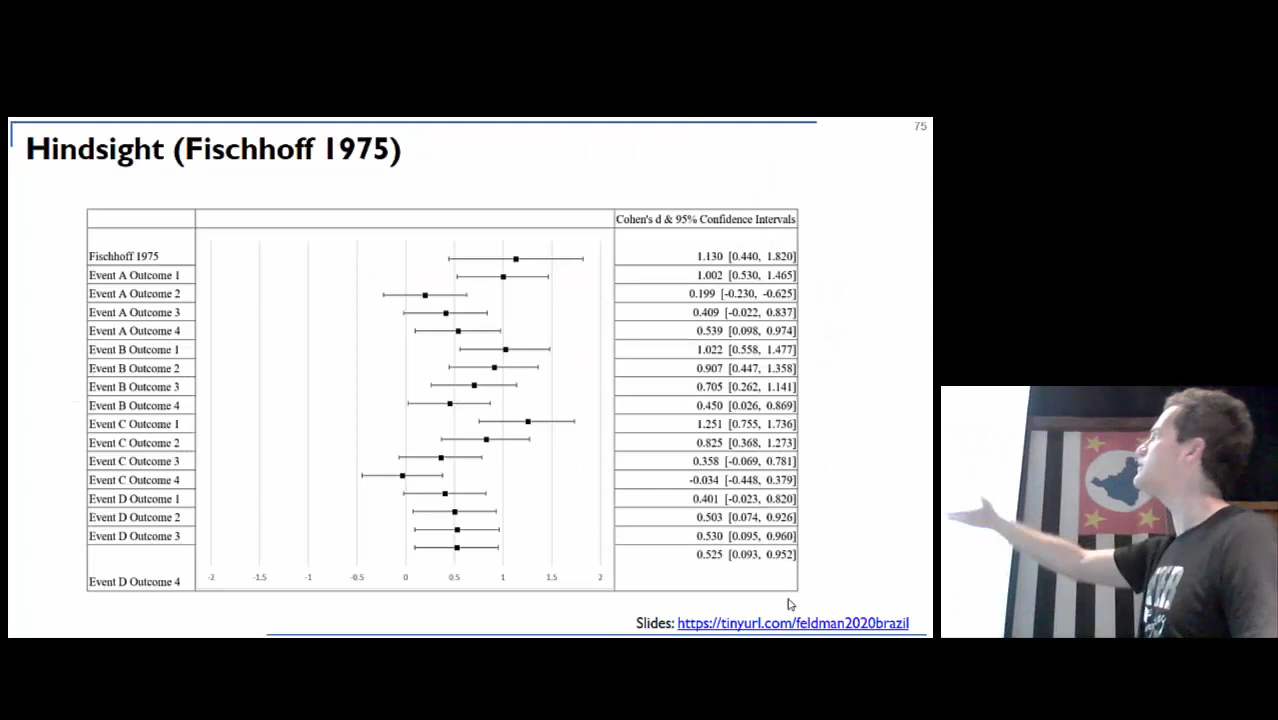 75
Hindsight (Fischhoff 1975)
Cohen's d & 95% Confidence Intervals
Fischhoff 1975 1.130 [0.440, 1.820]
Event A Outcome 1 1.002 [0.530, 1.465]
Event A Outcome 2 0.199 [-0.230, -0.625]
Event A Outcome 3 0.409 [-0.022, 0.837]
Event A Outcome 4 0.539 [0.098, 0.974]
Event B Outcome 1 1.022 [0.558, 1.477]
Event B Outcome 2 0.907 [0.447, 1.358]
Event B Outcome 3 0.705 [0.262, 1.141]
Event B Outcome 4 0.450 [0.026, 0.869]
Event C Outcome 1 1.251 [0.755, 1.736]
Event C Outcome 2 0.825 [0.368, 1.273]
Event C Outcome 3 0.358 [-0.069, 0.781]
Event C Outcome 4 -0.034 [-0.448, 0.379]
Event D Outcome 1 0.401 [-0.023, 0.820]
Event D Outcome 2 0.503 [0.074, 0.926]
Event D Outcome 3 0.530 [0.095, 0.960]
0.525 [0.093, 0.952]
Event D Outcome 4
-2 -1.5 -1 -0.5 0 0.5 1 1.5 2
Slides: https://tinyurl.com/feldman2020brazil